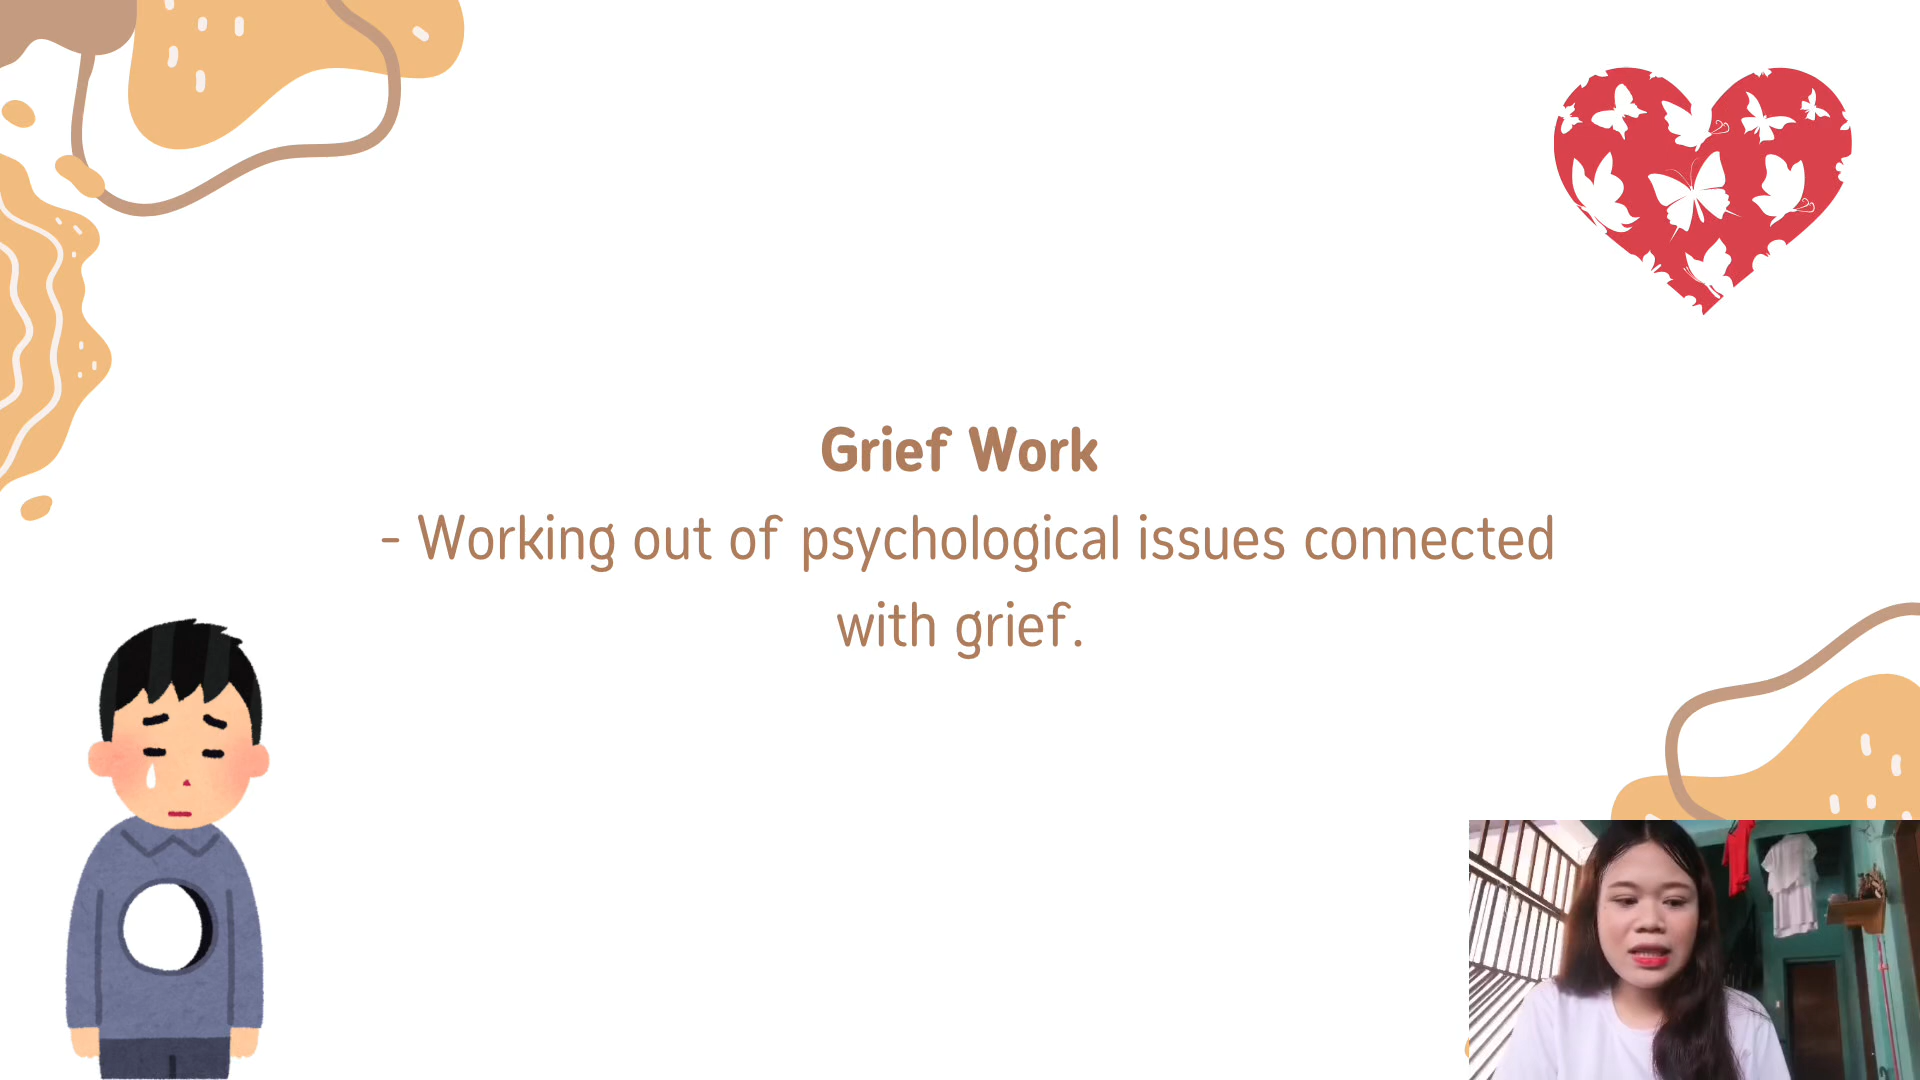 Grief Work
- Working out of psychological issues connected
with grief.